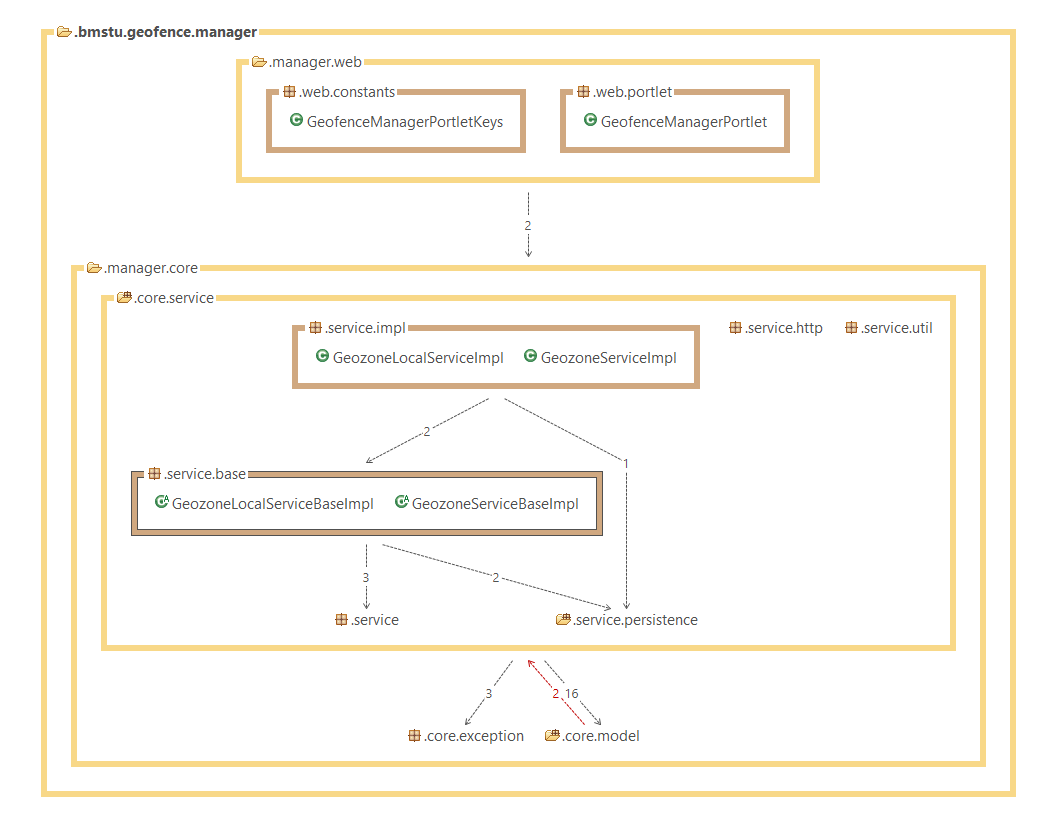 .bmstu.geofence.manager
.manager.web
.web.constants
.web.portlet
GeofenceManagerPortletKeys
GeofenceManagerPortlet
2
.manager.core
.core.service
.service.impl
.service.http
.service.util
GeozoneLocalServiceImpl
GeozoneServiceImpl
2
1
.service.base
GeozoneLocalServiceBaseImpl
GeozoneServiceBaseImpl
3
2
.service
.service.persistence
3
2
16
.core.exception
.core.model